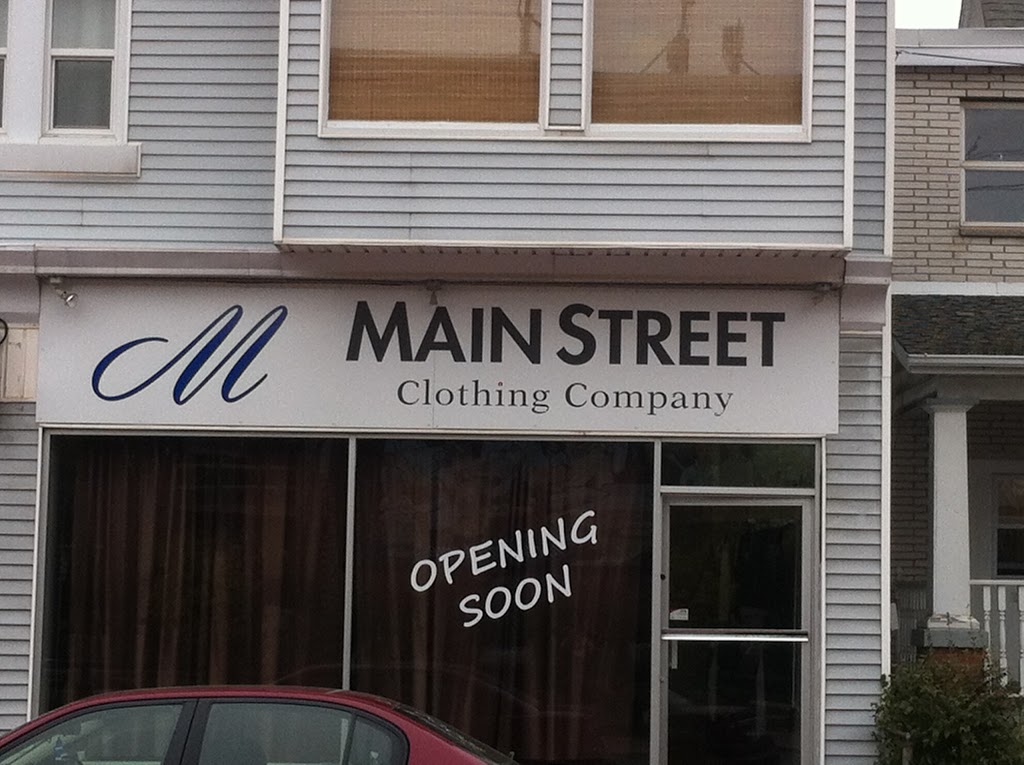 M
MAIN STREET
Clothing Company
OPENING
SOON